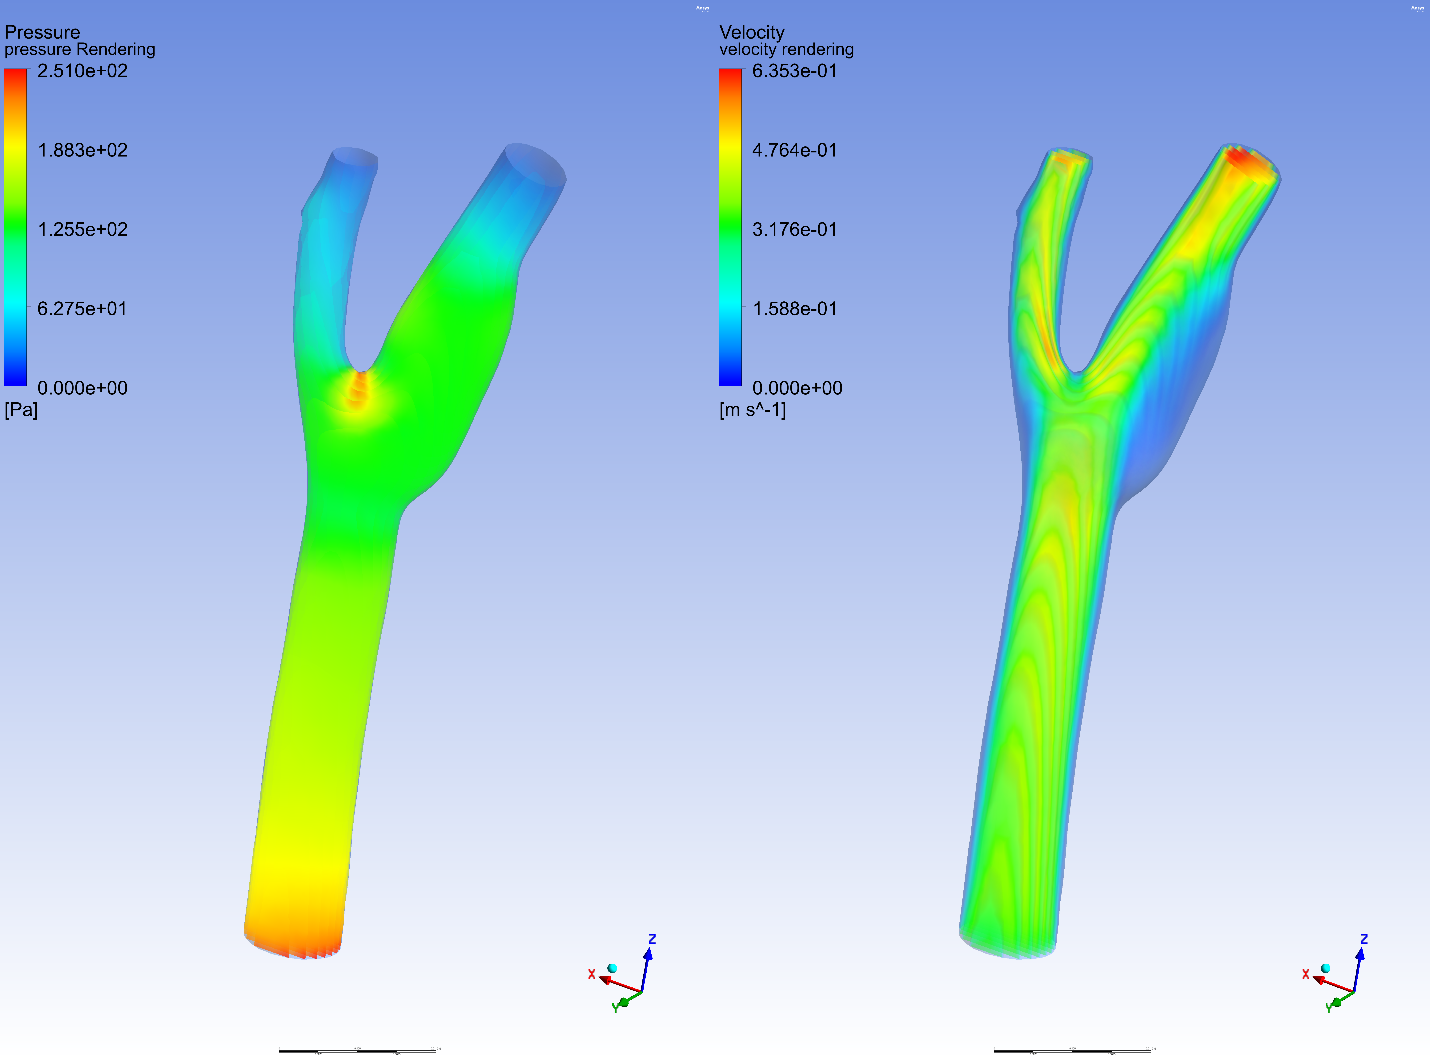 Pressure
pressure Rendering
2.510e+02
1.883e+02
1.255e+02
6.275e+01
0.000e+00
[Pa]
Z
X
Y
Velocity
velocity rendering
6.353e-01
4.764e-01
3.176e-01
1.588e-01
0.000e+00
[m s^-1]
Z
X
Y